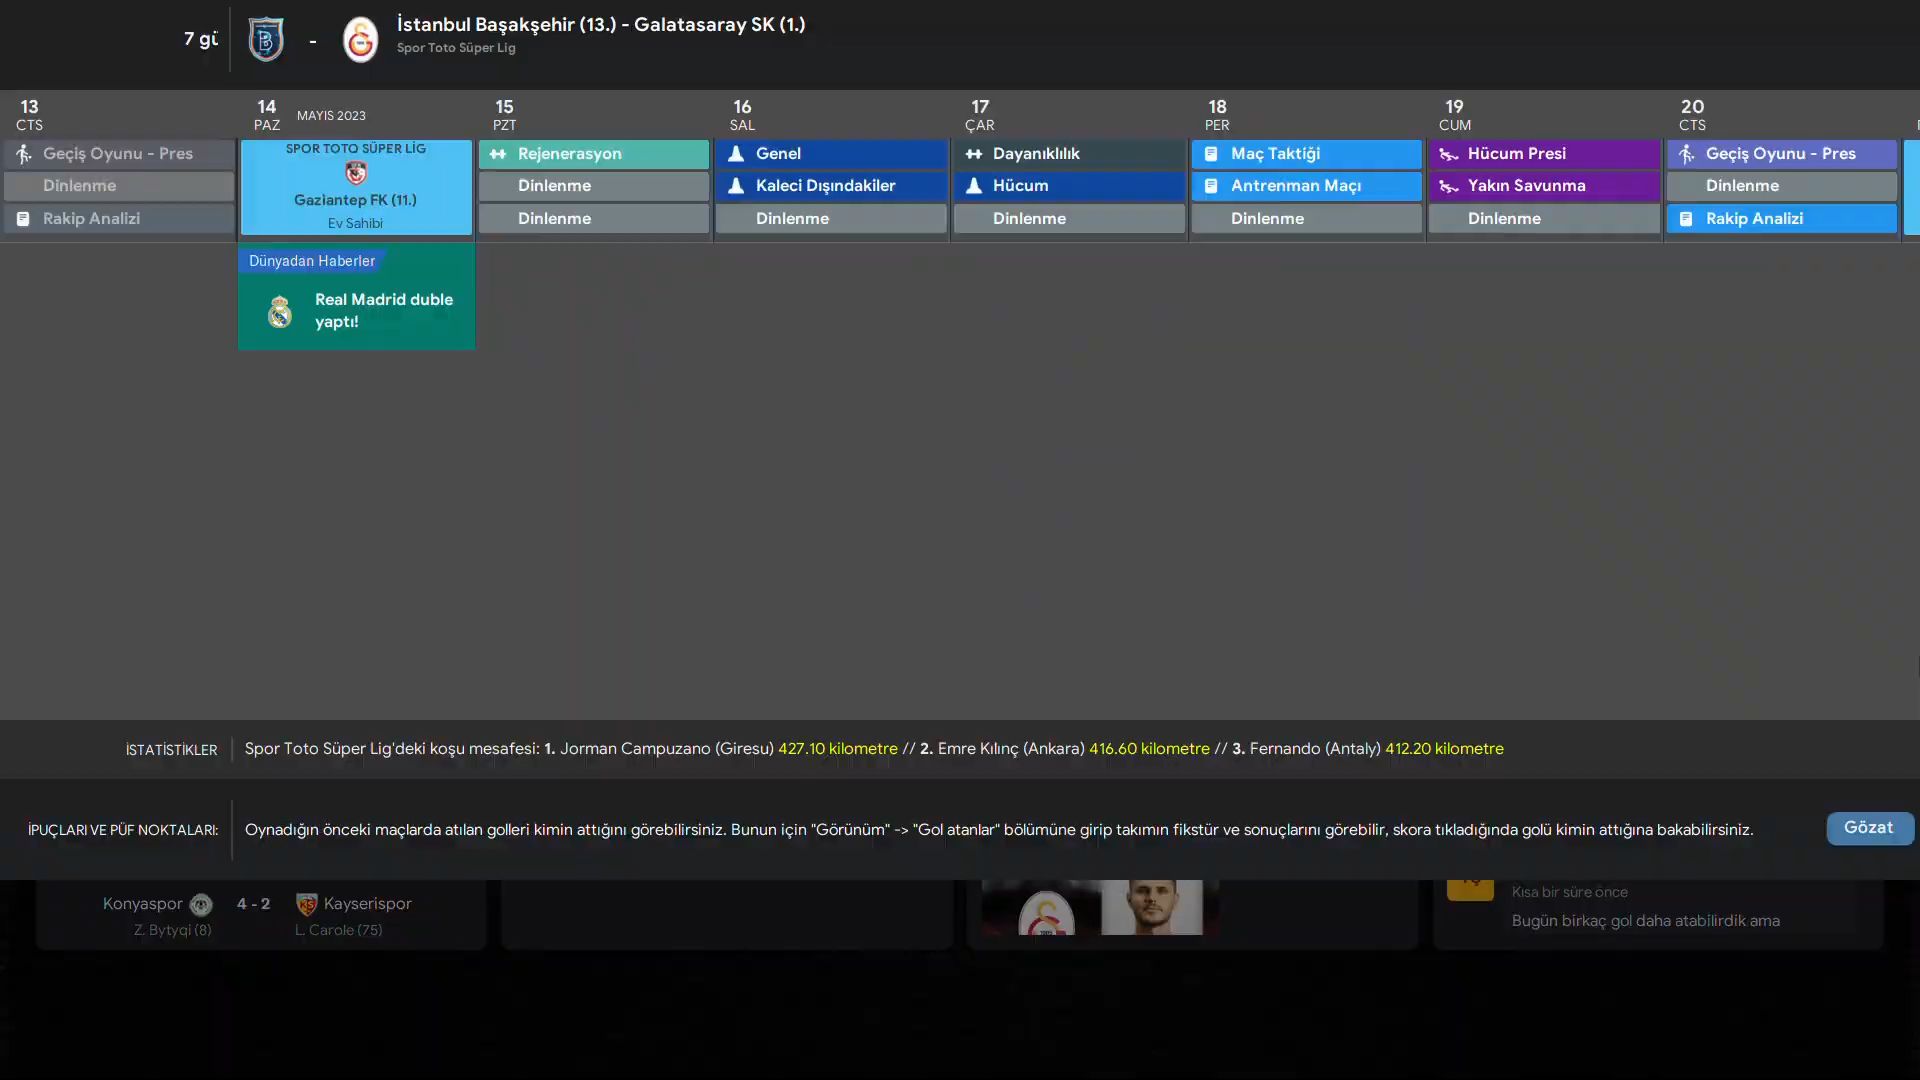 7 gü
-
İstanbul Başakşehir (13.) - Galatasaray SK (1.)
Spor Toto Süper Lig
13
CTS
14
PAZ
MAYIS 2023
15
PZT
16
SAL
17
ÇAR
18
PER
19
CUM
20
CTS
Geçiş Oyunu - Pres
Dinlenme
Rakip Analizi
SPOR TOTO SÜPER LİG
Gaziantep FK (11.)
Ev Sahibi
Rejenerasyon
Dinlenme
Dinlenme
Genel
Kaleci Dışındakiler
Dinlenme
Dayanıklılık
Hücum
Dinlenme
Maç Taktiği
Antrenman Maçı
Dinlenme
Hücum Presi
Yakın Savunma
Dinlenme
Geçiş Oyunu - Pres
Dinlenme
Rakip Analizi
Dünyadan Haberler
Real Madrid duble
yaptı!
İSTATİSTİKLER
Spor Toto Süper Lig'deki koşu mesafesi: 1. Jorman Campuzano (Giresu) 427.10 kilometre // 2. Emre Kılınç (Ankara) 416.60 kilometre // 3. Fernando (Antaly) 412.20 kilometre
İPUÇLARI VE PÜF NOKTALARI:
Oynadığın önceki maçlarda atılan golleri kimin attığını görebilirsiniz. Bunun için "Görünüm" -> "Gol atanlar" bölümüne girip takımın fikstür ve sonuçlarını görebilir, skora tıkladığında golü kimin attığına bakabilirsiniz.
Gözat
Konyaspor 4 - 2 Kayserispor
Z. Bytyqi (8)
L. Carole (75)
Kısa bir süre önce
Bugün birkaç gol daha atabilirdik ama